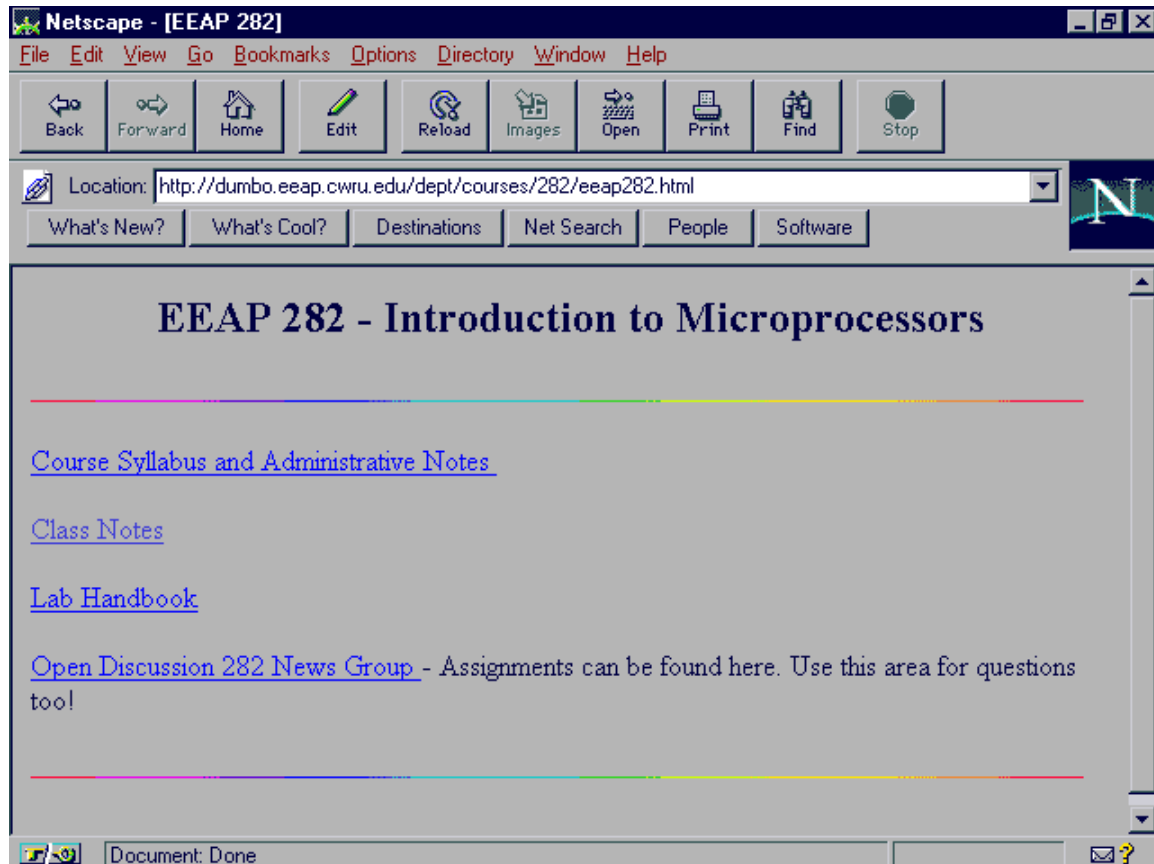 Netscape - [EEAP 282]
File Edit View Go Bookmarks Options Directory Window Help
Back Forward Home Edit Reload Images Open Print Find Stop
Location: http://dumbo.eeap.cwru.edu/dept/courses/282/eeap282.html
N
What's New? What's Cool? Destinations Net Search People Software
EEAP 282 - Introduction to Microprocessors
Course Syllabus and Administrative Notes
Class Notes
Lab Handbook
Open Discussion 282 News Group - Assignments can be found here. Use this area for questions
too!
Document: Done
?